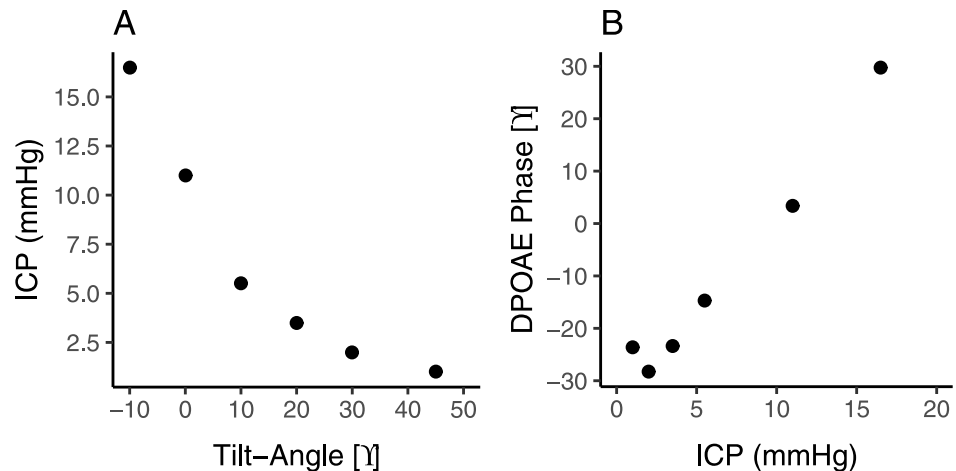 A
ICP (mmHg)
15.0
12.5
10.0
7.5
5.0
2.5
−10 0 10 20 30 40 50
Tilt−Angle [ϒ]
B
DPOAE Phase [ϒ]
30
20
10
0
−10
−20
−30
0 5 10 15 20
ICP (mmHg)